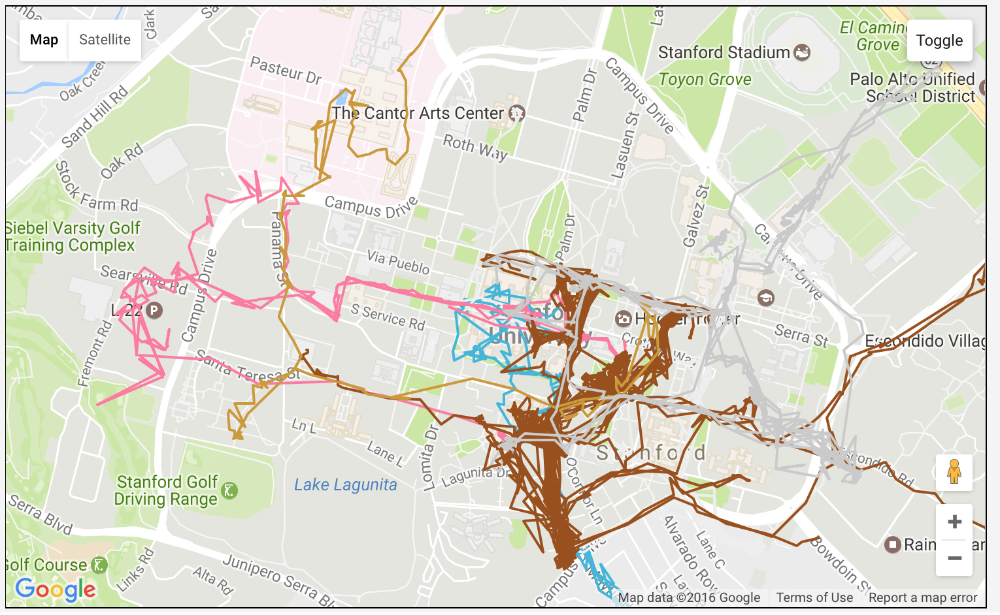 Map
Satellite
Toggle
Clark
Oak Creek
Sand Hill Rd
Pasteur Dr
The Cantor Arts Center
Roth Way
Palm Dr
Lasuen St
Campus Drive
Stanford Stadium
Toyon Grove
El Camino
Grove
82
Palo Alto Unified
School District
Oak Rd
Stock Farm Rd
Siebel Varsity Golf
Training Complex
Panama St
Campus Drive
Galvez St
Palm Dr
Via Pueblo
Searsville Rd
L-22
P
Campus Drive
Campus Drive
S Service Rd
Stanford
University
Hoover Tower
Serra St
Escondido Villag
Fremont Rd
Santa Teresa St
Ln L
Lane L
Lomita Dr
Lagunita Dr
Stanford
O'Connor Ln
Escondido Rd
Stanford Golf
Driving Range
Lake Lagunita
Serra Blvd
Golf Course
Links Rd
Alta Rd
Junipero Serra Blv
Campus
Alvarado Row
Lane C
Bowdoin St
Google
Map data ©2016 Google
Terms of Use
Report a map error